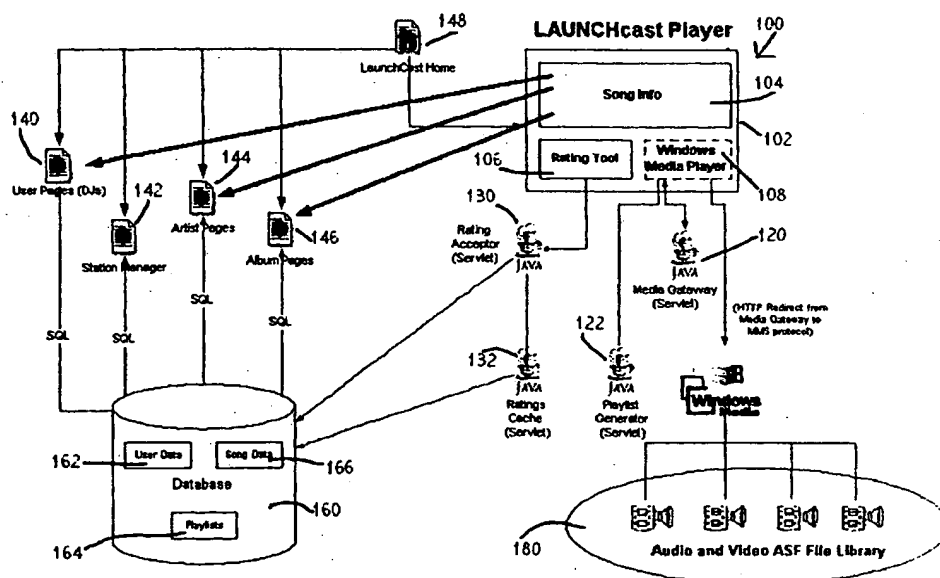 148
LAUNCHcast Player
100
LaunchCast Home
Song Info
104
140
102
144
106
Rating Tool
Windows
Media Player
108
User Pages (DJs)
142
130
Artist Pages
146
Rating
Acceptor
(Servlet)
JAVA
120
Station Manager
Album Pages
JAVA
Media Gateway
(Servlet)
SQL
SQL
SQL
SQL
(HTTP Redirect from
Media Gateway to
MMS protocol)
132
122
JAVA
JAVA
Ratings
Cache
(Servlet)
Playlist
Generator
(Servlet)
Windows
Media
162
User Data
Song Data
166
Database
160
Playlists
164
180
Audio and Video ASF File Library